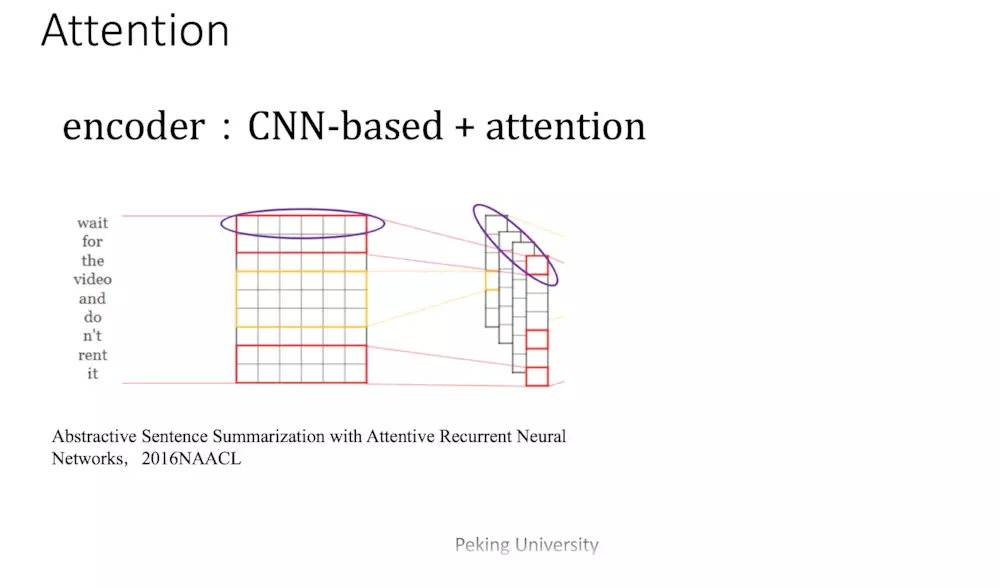 Attention
encoder：CNN-based + attention
wait
for
the
video
and
do
n't
rent
it
Abstractive Sentence Summarization with Attentive Recurrent Neural
Networks，2016NAACL
Peking University